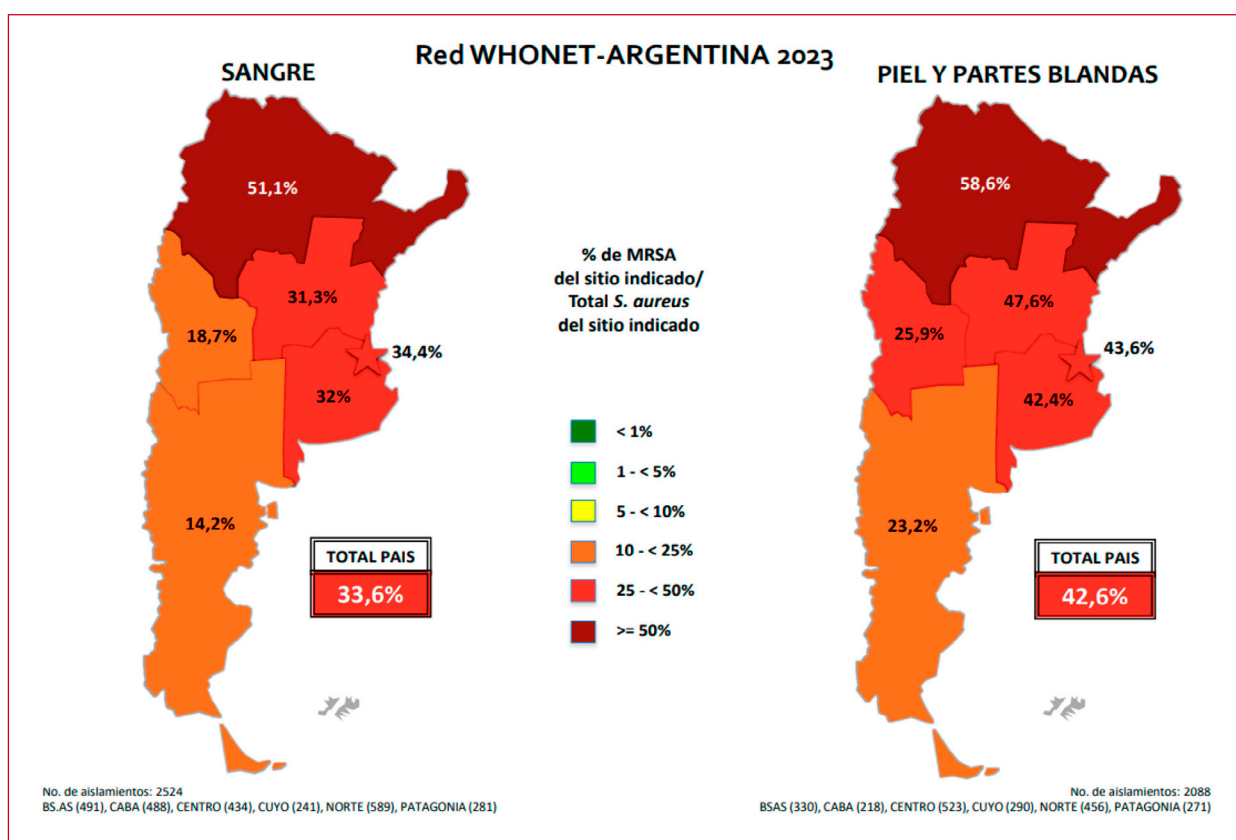 Red WHONET-ARGENTINA 2023
SANGRE
51,1%
31,3%
18,7%
34,4%
32%
14,2%
TOTAL PAIS
33,6%
No. de aislamientos: 2524
BS.AS (491), CABA (488), CENTRO (434), CUYO (241), NORTE (589), PATAGONIA (281)
% de MRSA
del sitio indicado/
Total S. aureus
del sitio indicado
< 1%
1 - < 5%
5 - < 10%
10 - < 25%
25 - < 50%
>= 50%
PIEL Y PARTES BLANDAS
58,6%
47,6%
25,9%
43,6%
42,4%
23,2%
TOTAL PAIS
42,6%
No. de aislamientos: 2088
BSAS (330), CABA (218), CENTRO (523), CUYO (290), NORTE (456), PATAGONIA (271)